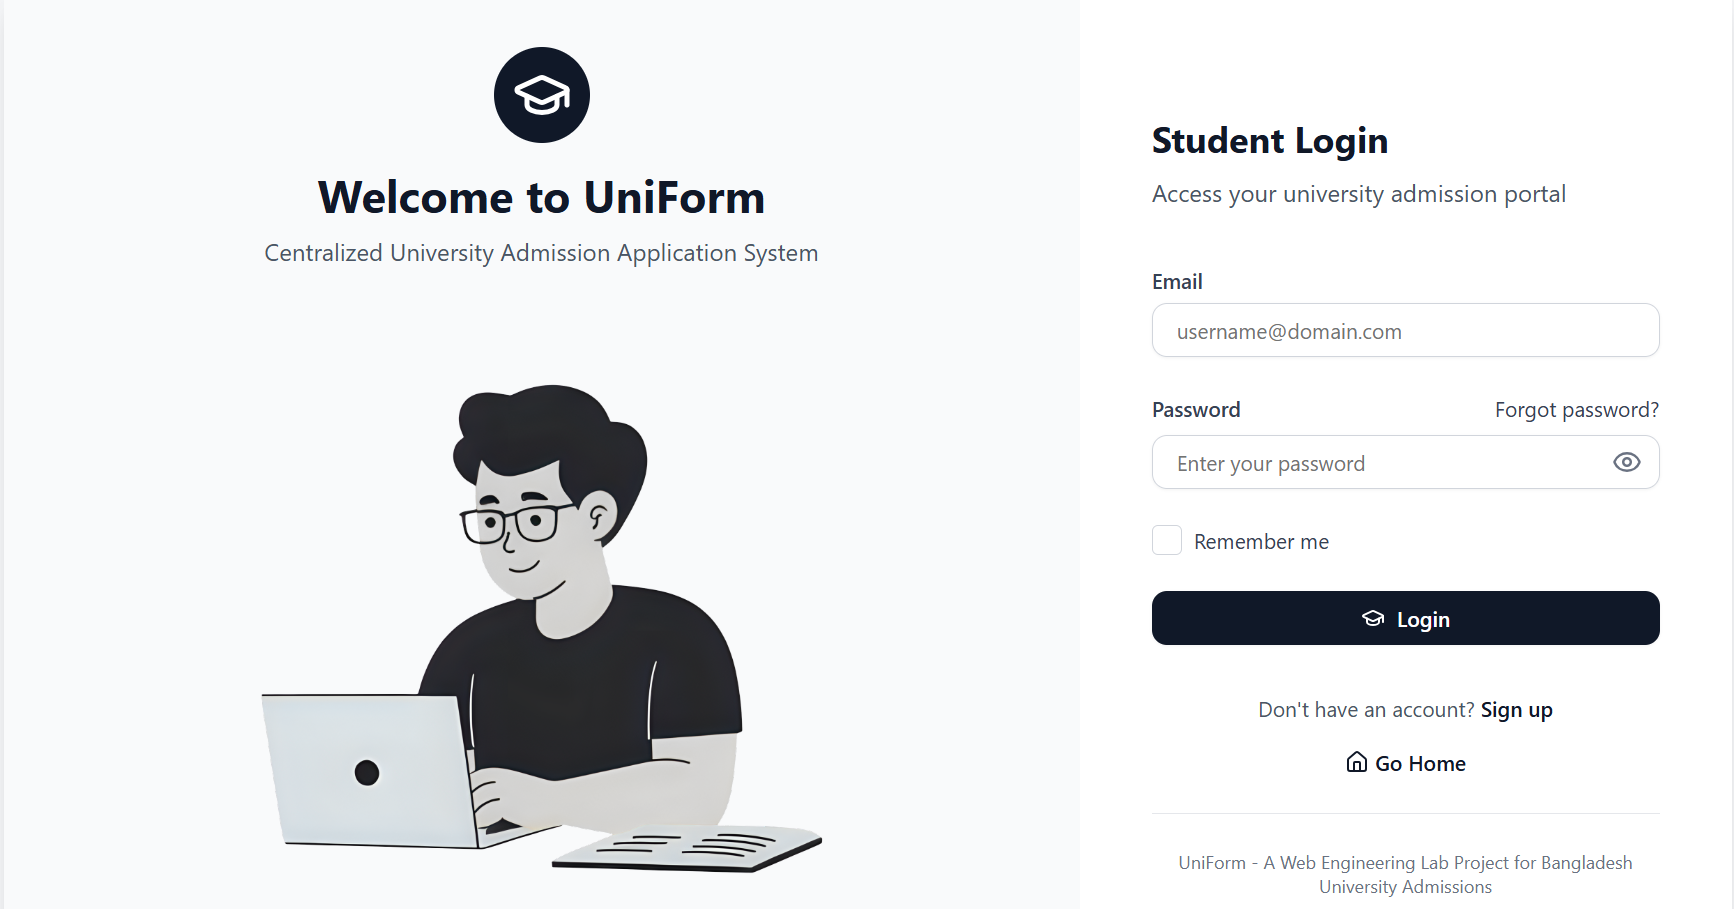 Welcome to UniForm
Centralized University Admission Application System
Student Login
Access your university admission portal
Email
username@domain.com
Password
Forgot password?
Enter your password
Remember me
Login
Don't have an account? Sign up
Go Home
UniForm - A Web Engineering Lab Project for Bangladesh
University Admissions